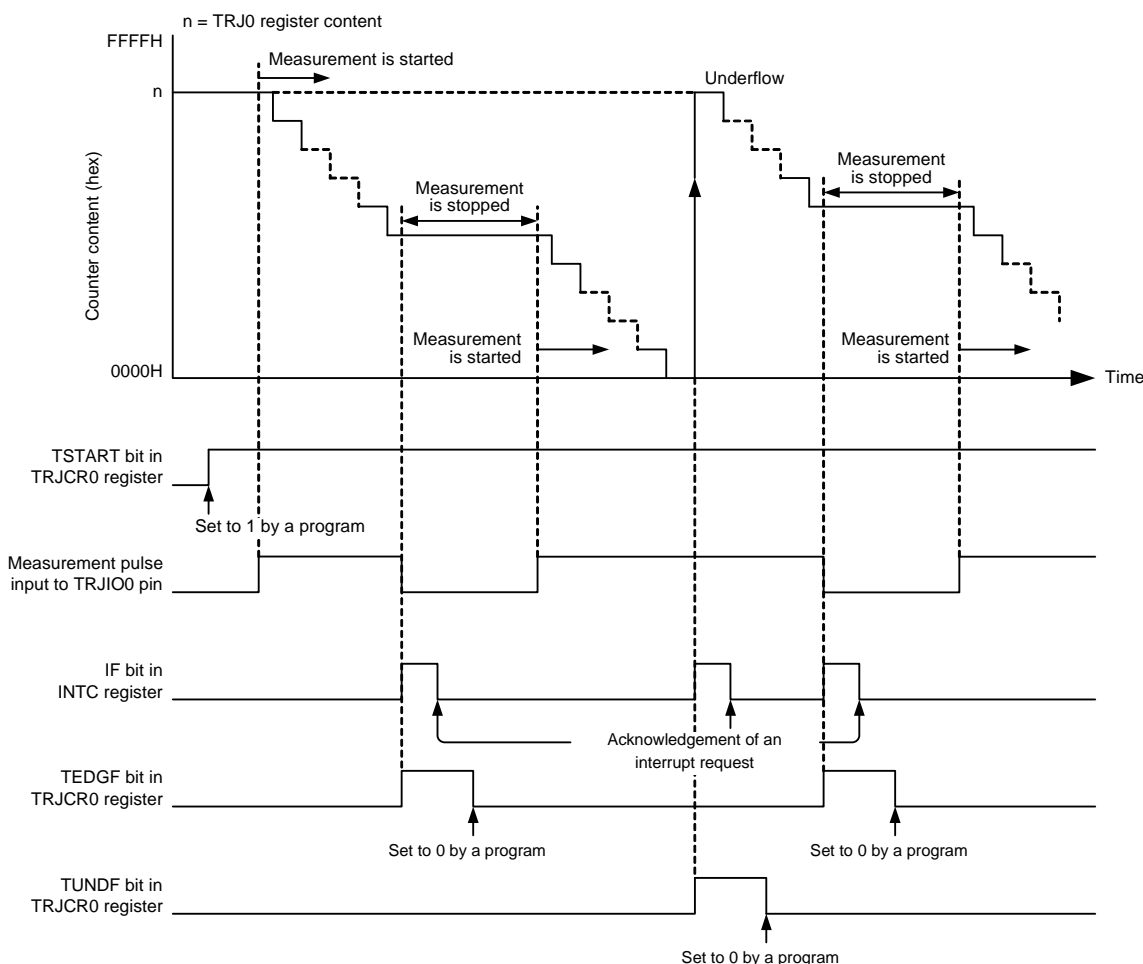 n = TRJ0 register content
FFFFH
Measurement is started
Underflow
n
Counter content (hex)
Measurement
is stopped
Measurement
is stopped
Measurement
is started
Measurement
is started
0000H
Time
TSTART bit in
TRJCR0 register
Set to 1 by a program
Measurement pulse
input to TRJIO0 pin
IF bit in
INTC register
Acknowledgement of an
interrupt request
TEDGF bit in
TRJCR0 register
Set to 0 by a program
Set to 0 by a program
TUNDF bit in
TRJCR0 register
Set to 0 by a program